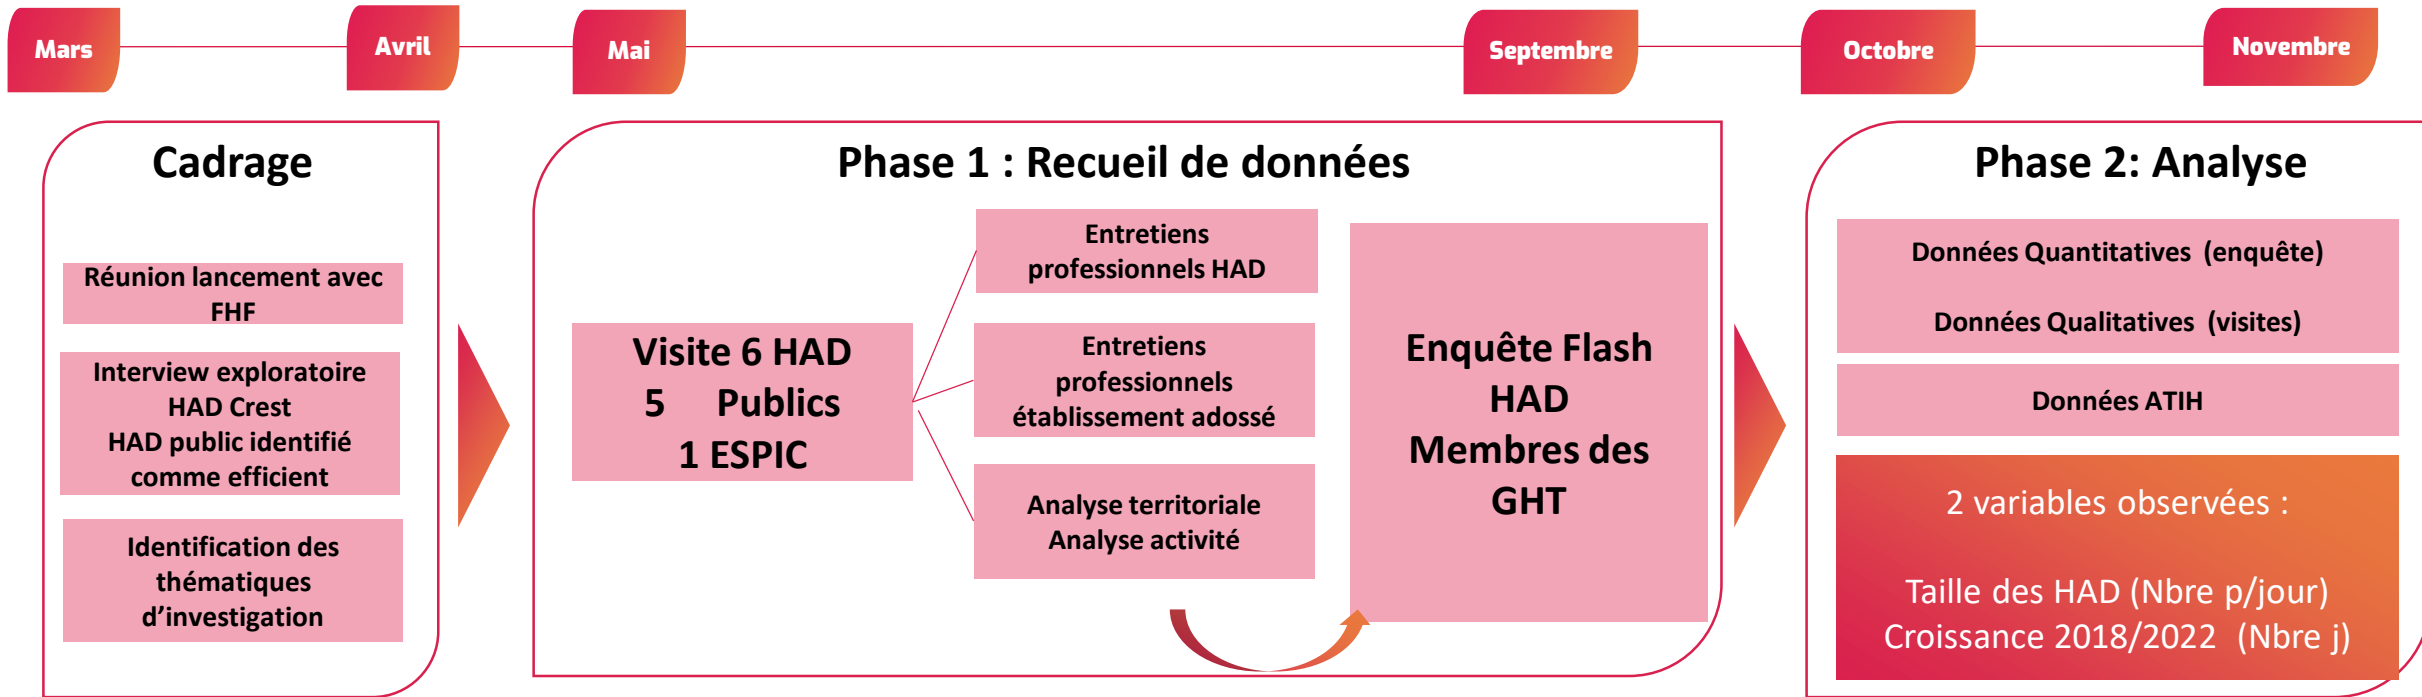 Mars
Avril
Mai
Septembre
Octobre
Novembre
Cadrage
Réunion lancement avec
FHF
Interview exploratoire
HAD Crest
HAD public identifié
comme efficient
Identification des
thématiques
d'investigation
Phase 1 : Recueil de données
Visite 6 HAD
5 Publics
1 ESPIC
Entretiens
professionnels HAD
Entretiens
professionnels
établissement adossé
Analyse territoriale
Analyse activité
Enquête Flash
HAD
Membres des
GHT
Phase 2: Analyse
Données Quantitatives (enquête)
Données Qualitatives (visites)
Données ATIH
2 variables observées :
Taille des HAD (Nbre p/jour)
Croissance 2018/2022 (Nbre j)